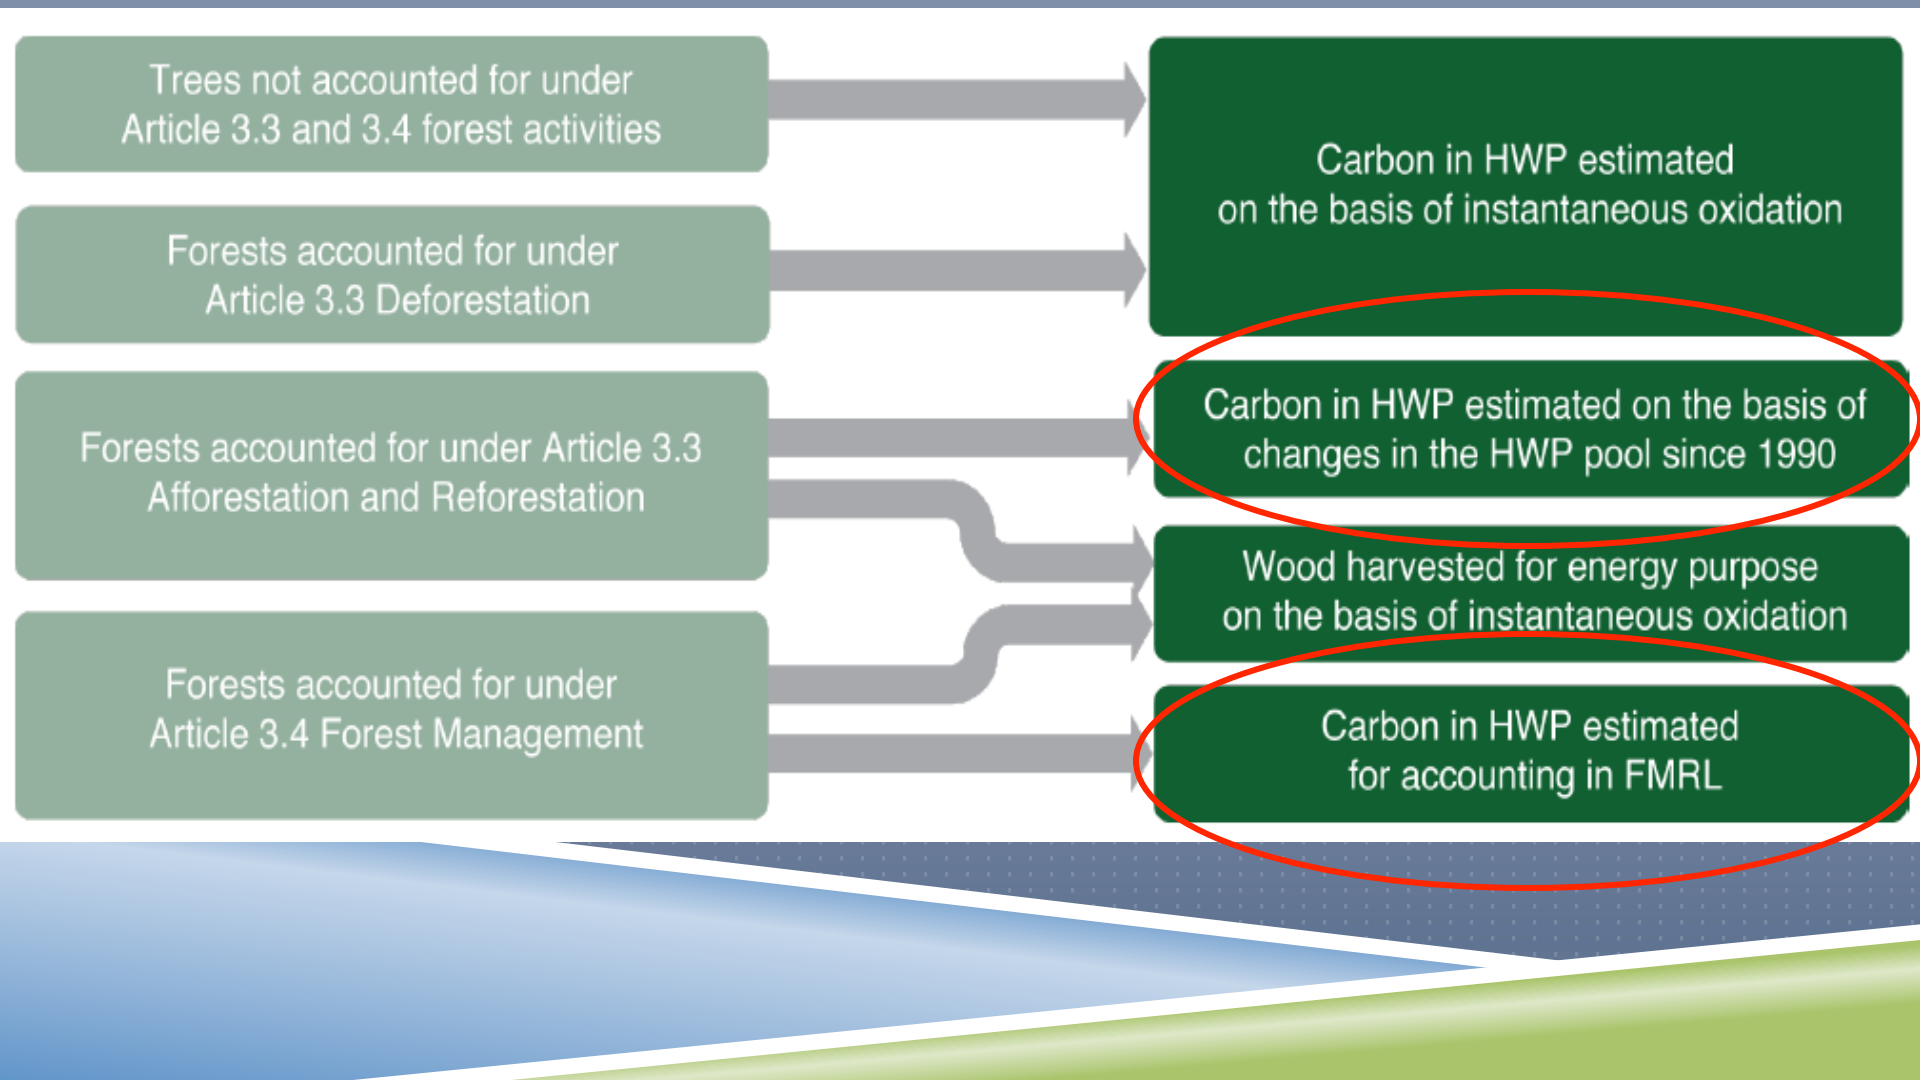 Trees not accounted for under
Article 3.3 and 3.4 forest activities
Carbon in HWP estimated
on the basis of instantaneous oxidation
Forests accounted for under
Article 3.3 Deforestation
Forests accounted for under Article 3.3
Afforestation and Reforestation
Carbon in HWP estimated on the basis of
changes in the HWP pool since 1990
Wood harvested for energy purpose
on the basis of instantaneous oxidation
Forests accounted for under
Article 3.4 Forest Management
Carbon in HWP estimated
for accounting in FMRL